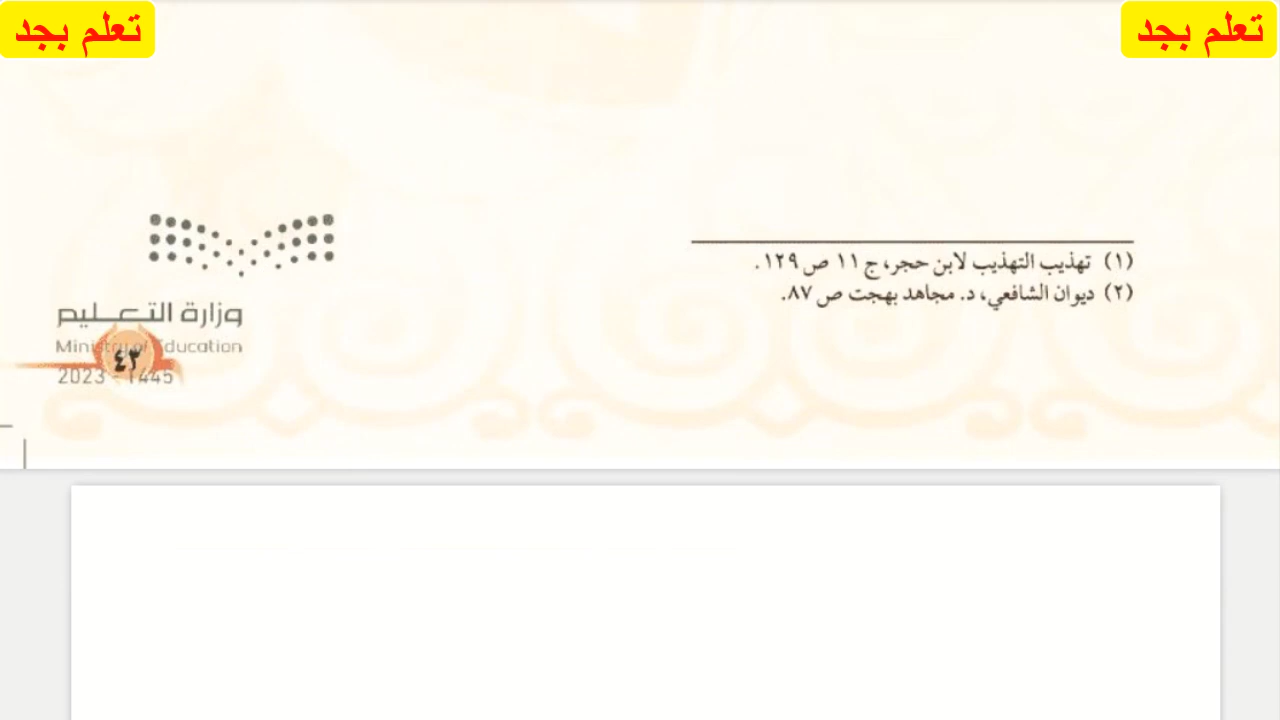 تعلم بجد
تعلم بجد
(١) تهذيب التهذيب لابن حجر، ج ١١ ص ١٢٩.
(٢) ديوان الشافعي، د. مجاهد بهجت ص ٨٧.
وزارة التعليم
Ministry of Education
٤٣
2023 - 1445